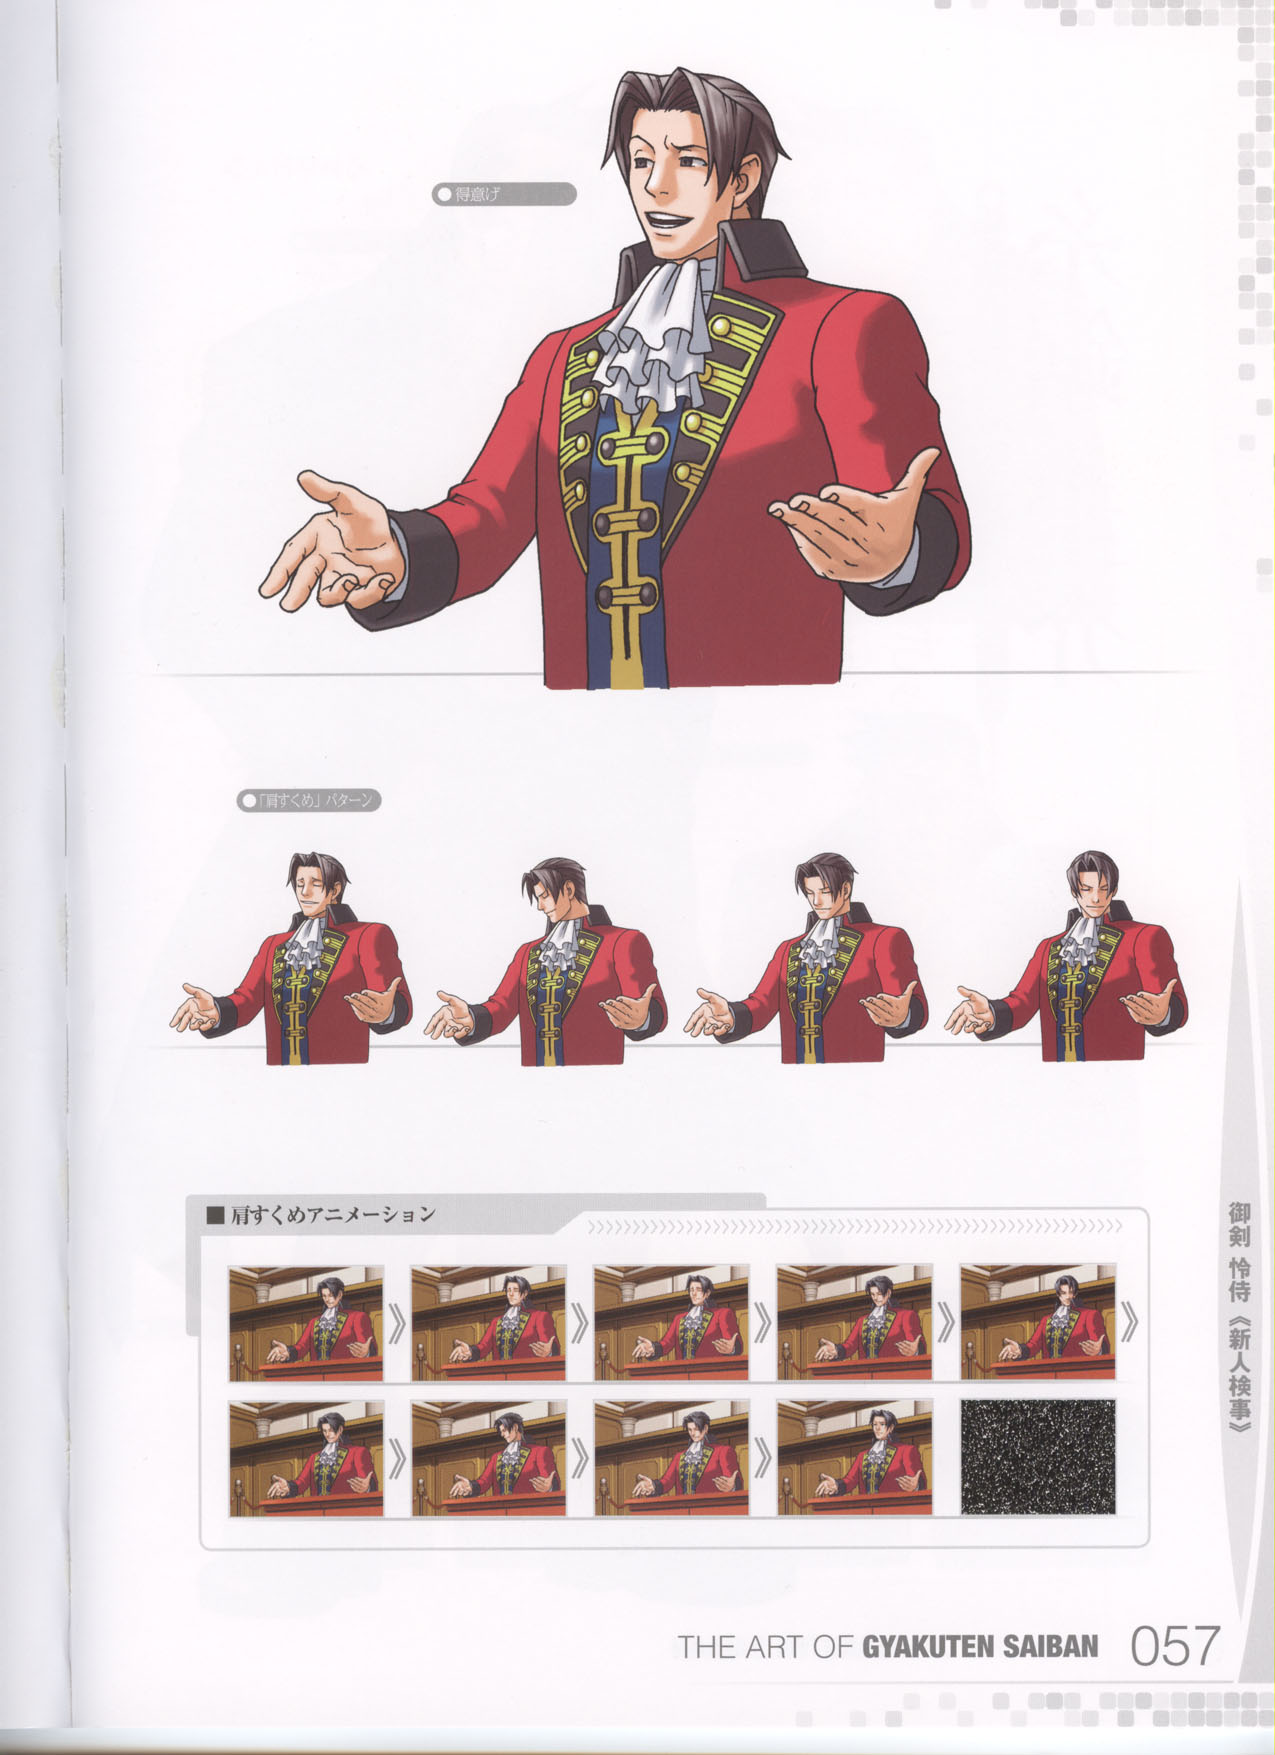 得意げ
「肩すくめ」パターン
■ 肩すくめアニメーション
御剣 怜侍《新人検事》
THE ART OF GYAKUTEN SAIBAN 057